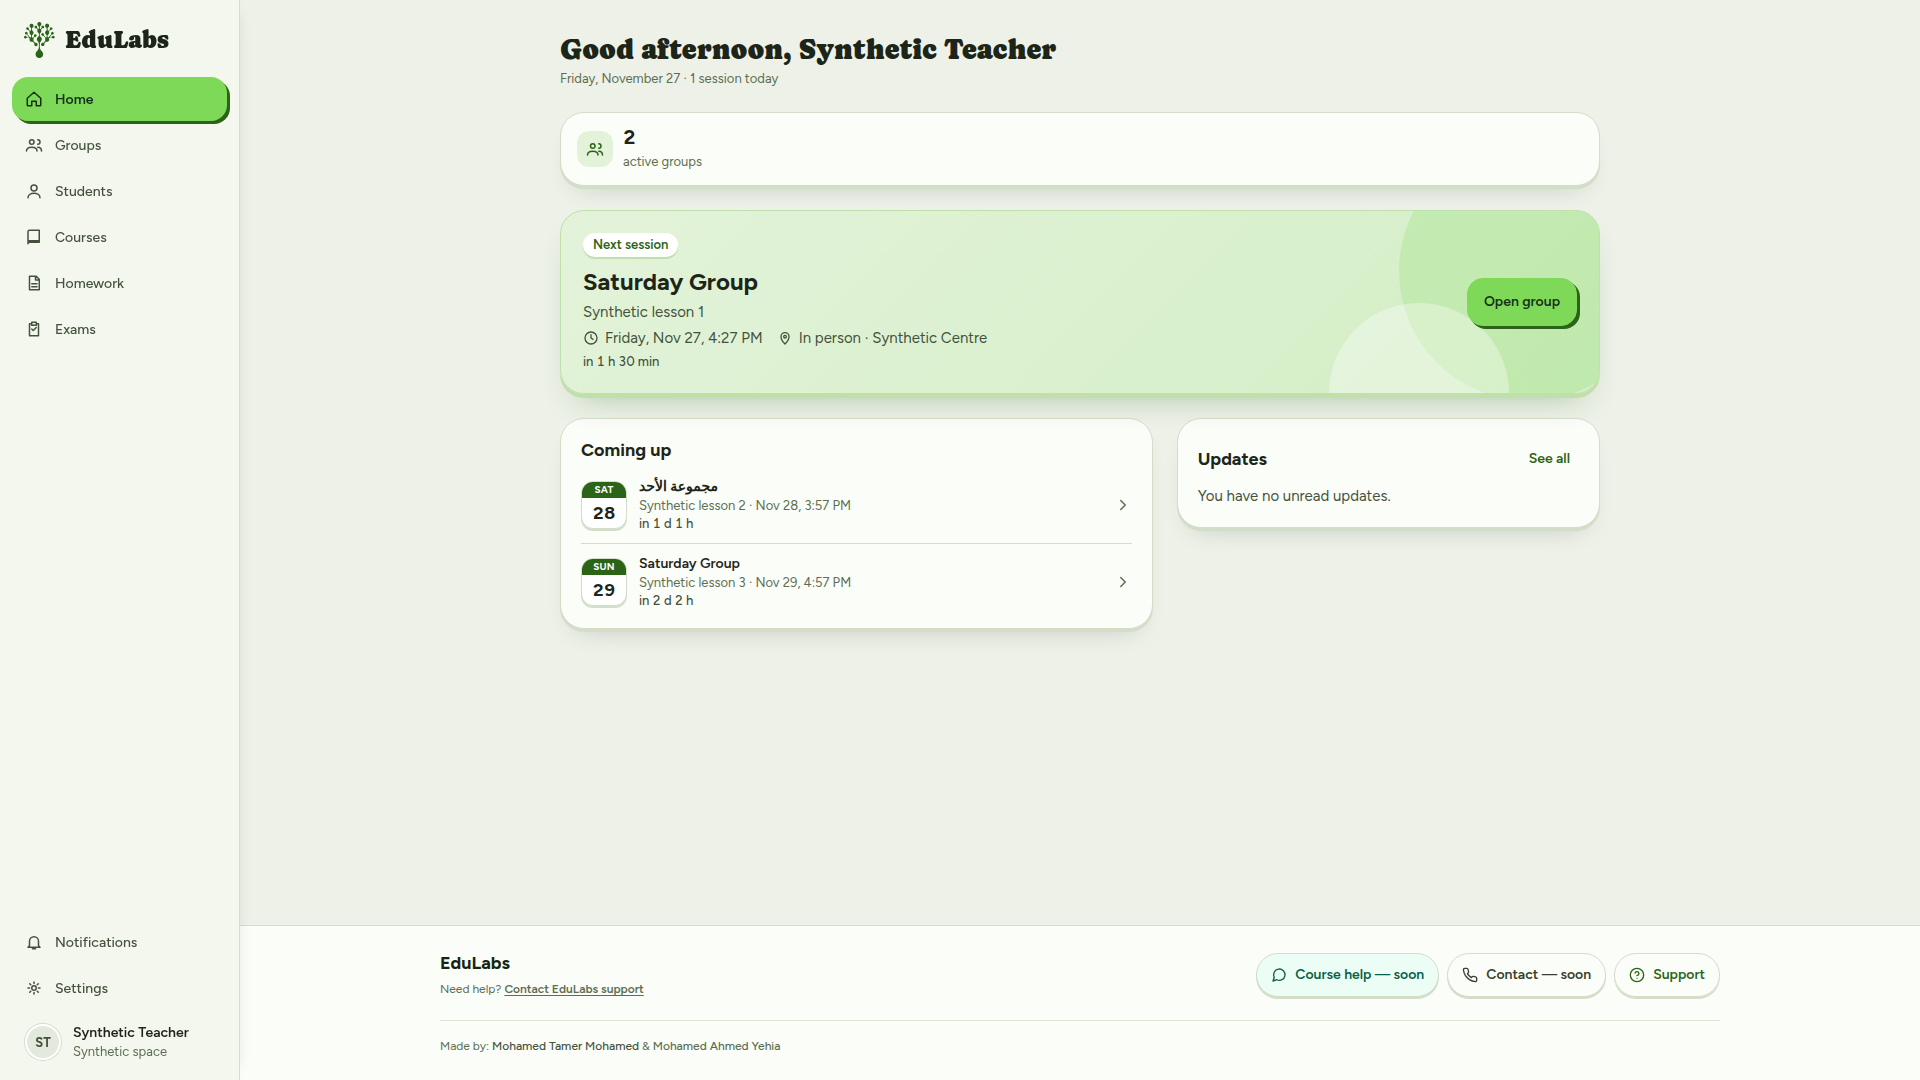 EduLabs
Home
Groups
Students
Courses
Homework
Exams
Notifications
Settings
ST
Synthetic Teacher
Synthetic space
Good afternoon, Synthetic Teacher
Friday, November 27 · 1 session today
2
active groups
Next session
Saturday Group
Synthetic lesson 1
Friday, Nov 27, 4:27 PM In person · Synthetic Centre
in 1 h 30 min
Open group
Coming up
SAT
28
مجموعة الأحد
Synthetic lesson 2 · Nov 28, 3:57 PM
in 1 d 1 h
SUN
29
Saturday Group
Synthetic lesson 3 · Nov 29, 4:57 PM
in 2 d 2 h
Updates
See all
You have no unread updates.
EduLabs
Need help? Contact EduLabs support
Course help — soon
Contact — soon
Support
Made by: Mohamed Tamer Mohamed & Mohamed Ahmed Yehia